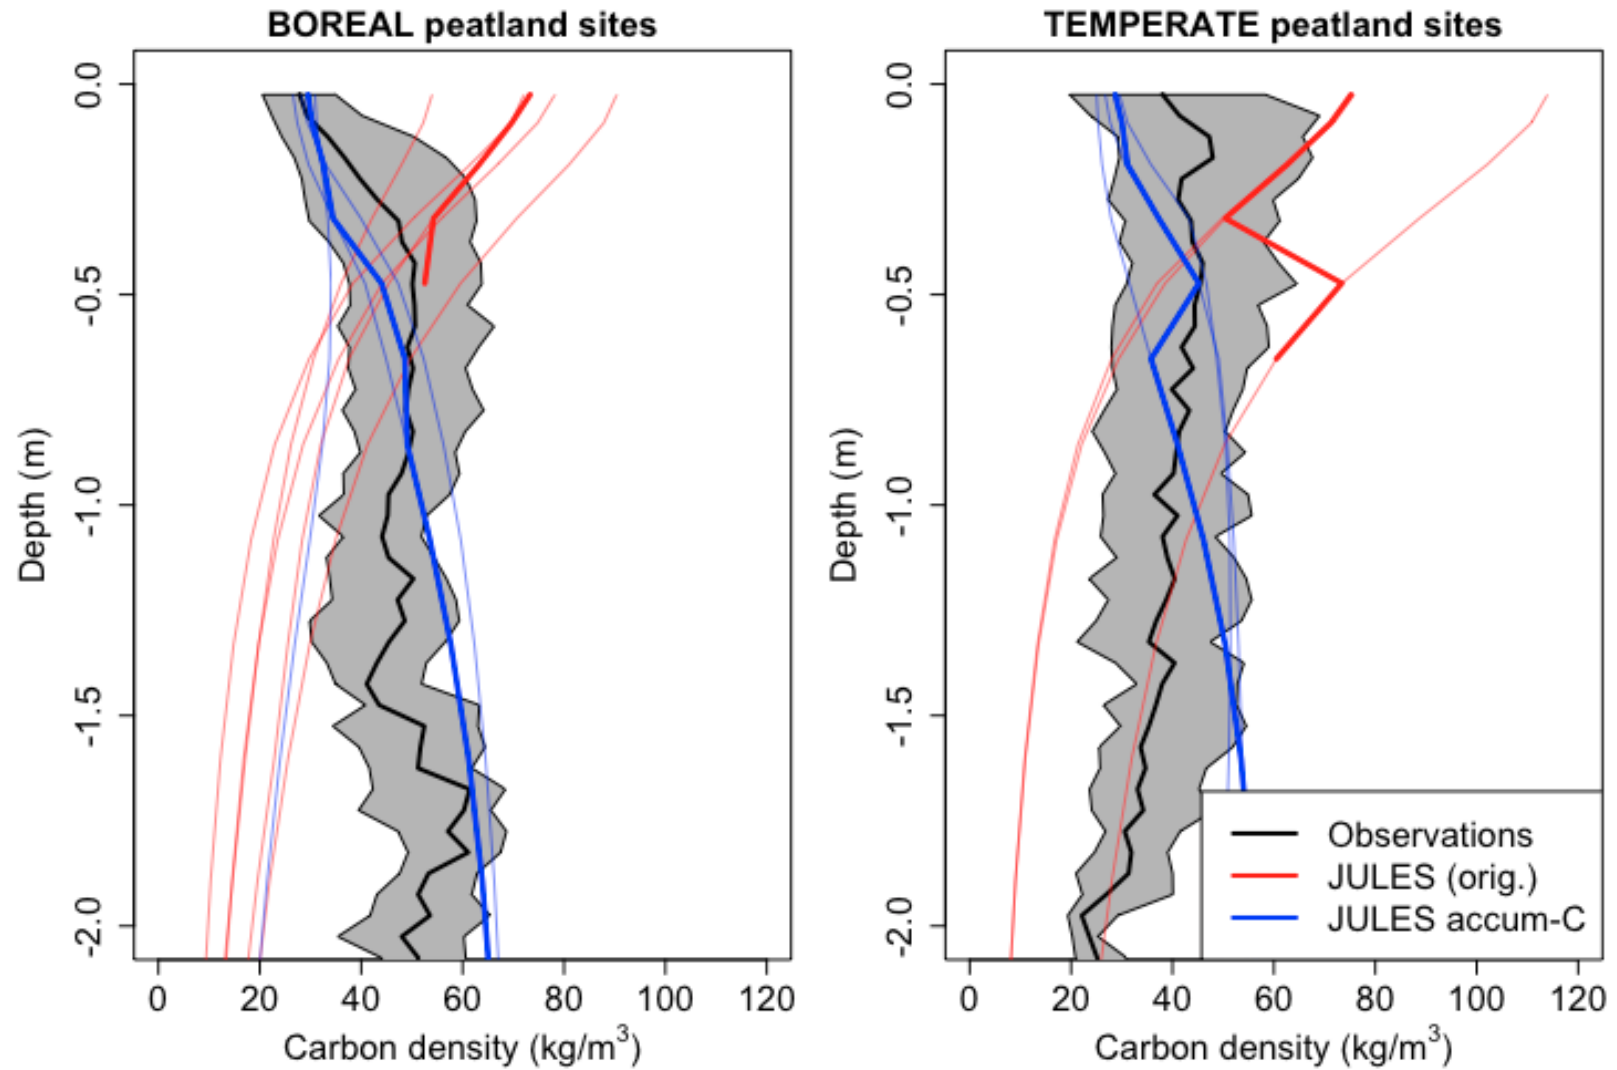 BOREAL peatland sites
0.0
-0.5
-1.0
-1.5
-2.0
Depth (m)
0 20 40 60 80 100 120
Carbon density (kg/m³)
TEMPERATE peatland sites
0.0
-0.5
-1.0
-1.5
-2.0
Depth (m)
Observations
JULES (orig.)
JULES accum-C
0 20 40 60 80 100 120
Carbon density (kg/m³)